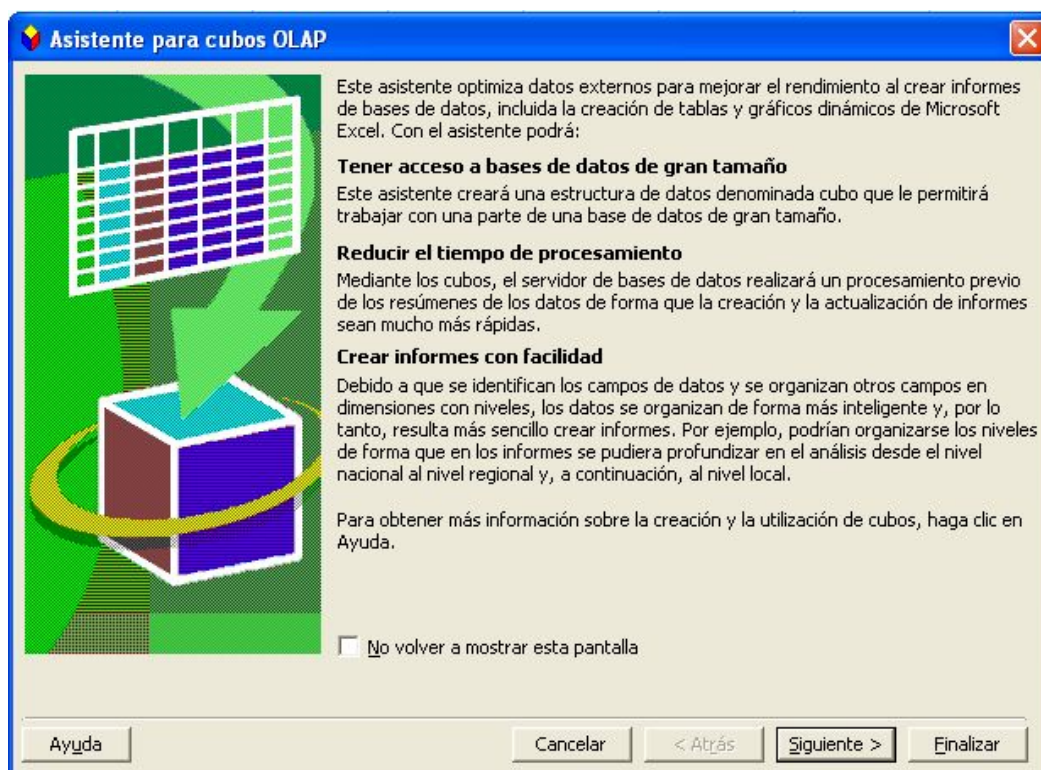 Asistente para cubos OLAP
Este asistente optimiza datos externos para mejorar el rendimiento al crear informes
de bases de datos, incluida la creación de tablas y gráficos dinámicos de Microsoft
Excel. Con el asistente podrá:
Tener acceso a bases de datos de gran tamaño
Este asistente creará una estructura de datos denominada cubo que le permitirá
trabajar con una parte de una base de datos de gran tamaño.
Reducir el tiempo de procesamiento
Mediante los cubos, el servidor de bases de datos realizará un procesamiento previo
de los resúmenes de los datos de forma que la creación y la actualización de informes
sean mucho más rápidas.
Crear informes con facilidad
Debido a que se identifican los campos de datos y se organizan otros campos en
dimensiones con niveles, los datos se organizan de forma más inteligente y, por lo
tanto, resulta más sencillo crear informes. Por ejemplo, podrían organizarse los niveles
de forma que en los informes se pudiera profundizar en el análisis desde el nivel
nacional al nivel regional y, a continuación, al nivel local.
Para obtener más información sobre la creación y la utilización de cubos, haga clic en
Ayuda.
No volver a mostrar esta pantalla
Ayuda Cancelar < Atrás Siguiente > Finalizar